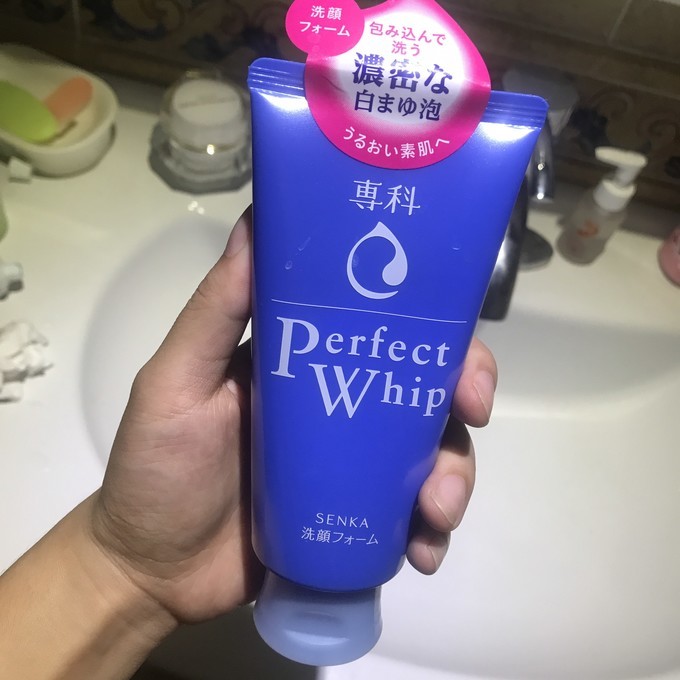 洗顔
フォーム
包み込んで
洗う
濃密な
白まゆ泡
うるおい素肌へ
専科
Perfect
Whip
SENKA
洗顔フォーム